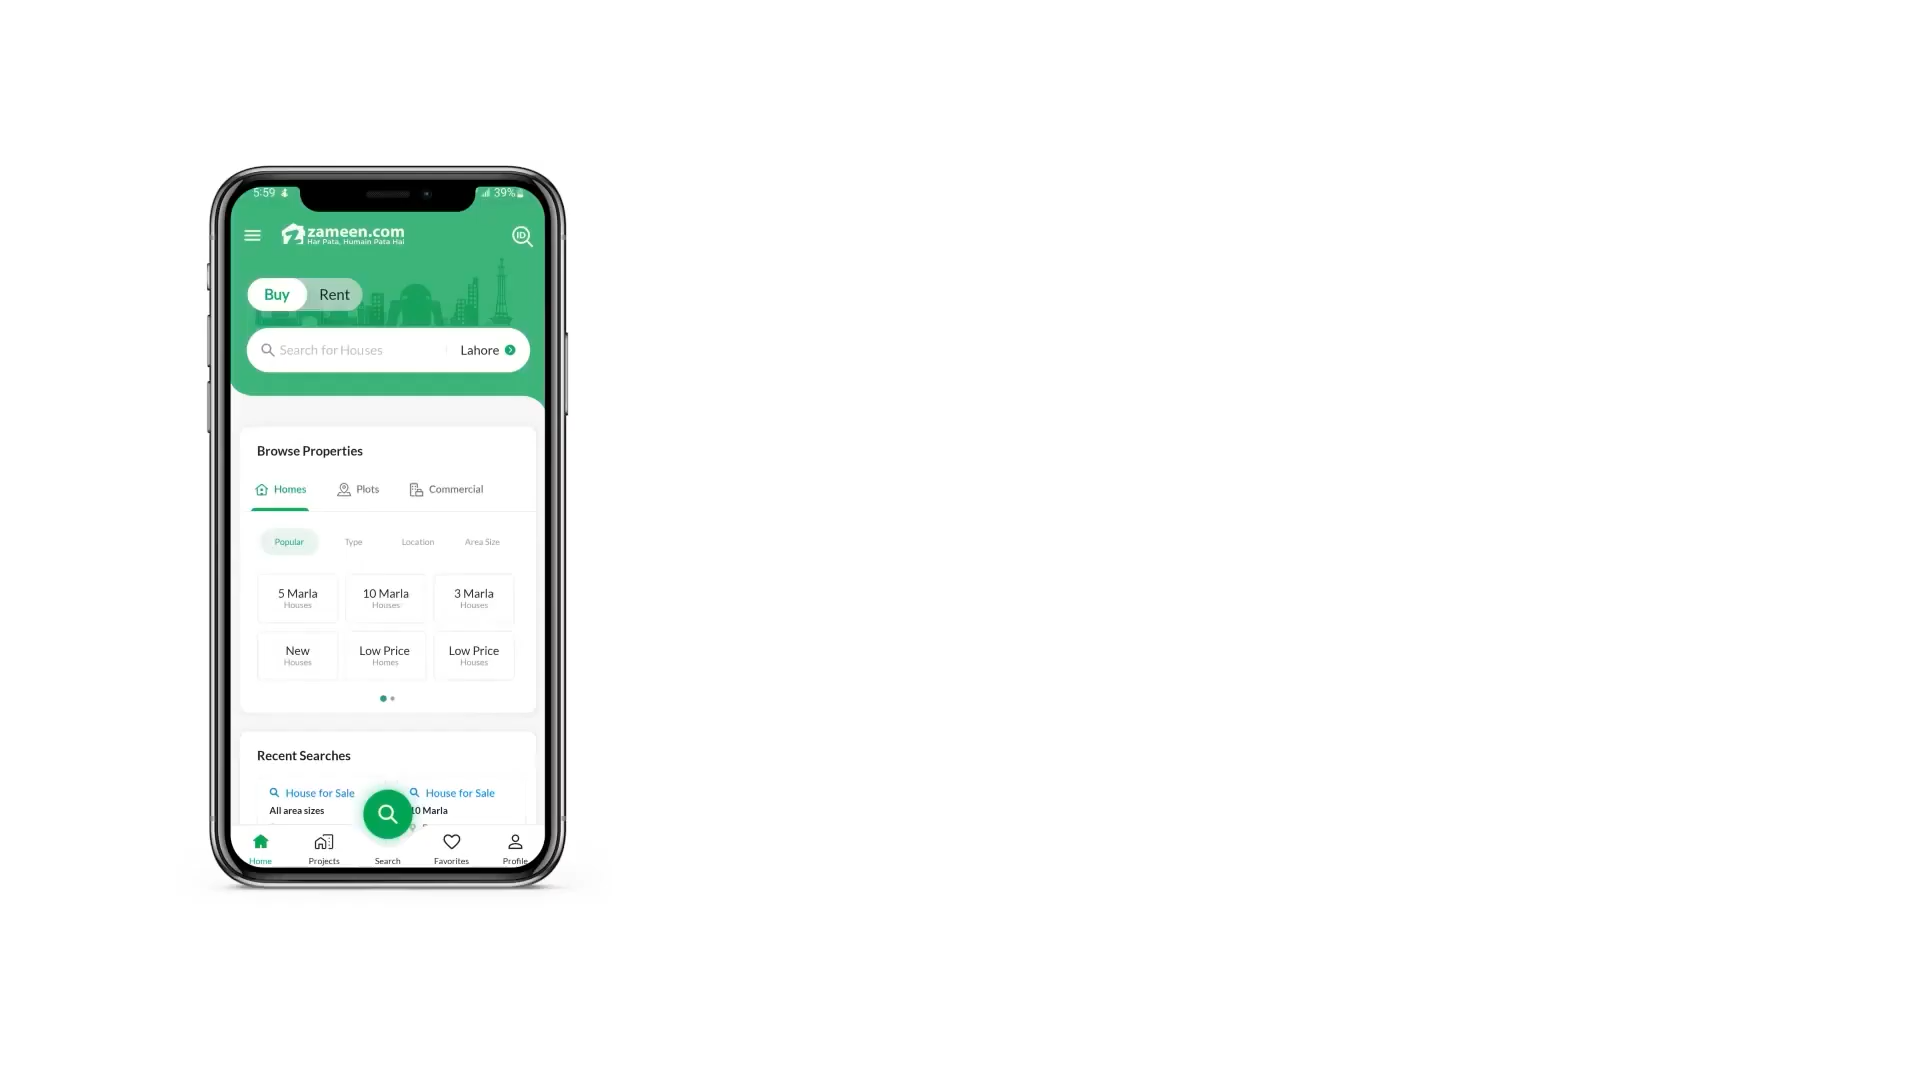 5:59
39%
zameen.com
Har Pata, Humain Pata Hai
ID
Buy
Rent
Search for Houses
Lahore
Browse Properties
Homes
Plots
Commercial
Popular
Type
Location
Area Size
5 Marla
Houses
10 Marla
Houses
3 Marla
Houses
New
Houses
Low Price
Homes
Low Price
Houses
Recent Searches
House for Sale
All area sizes
House for Sale
10 Marla
Home
Projects
Search
Favorites
Profile